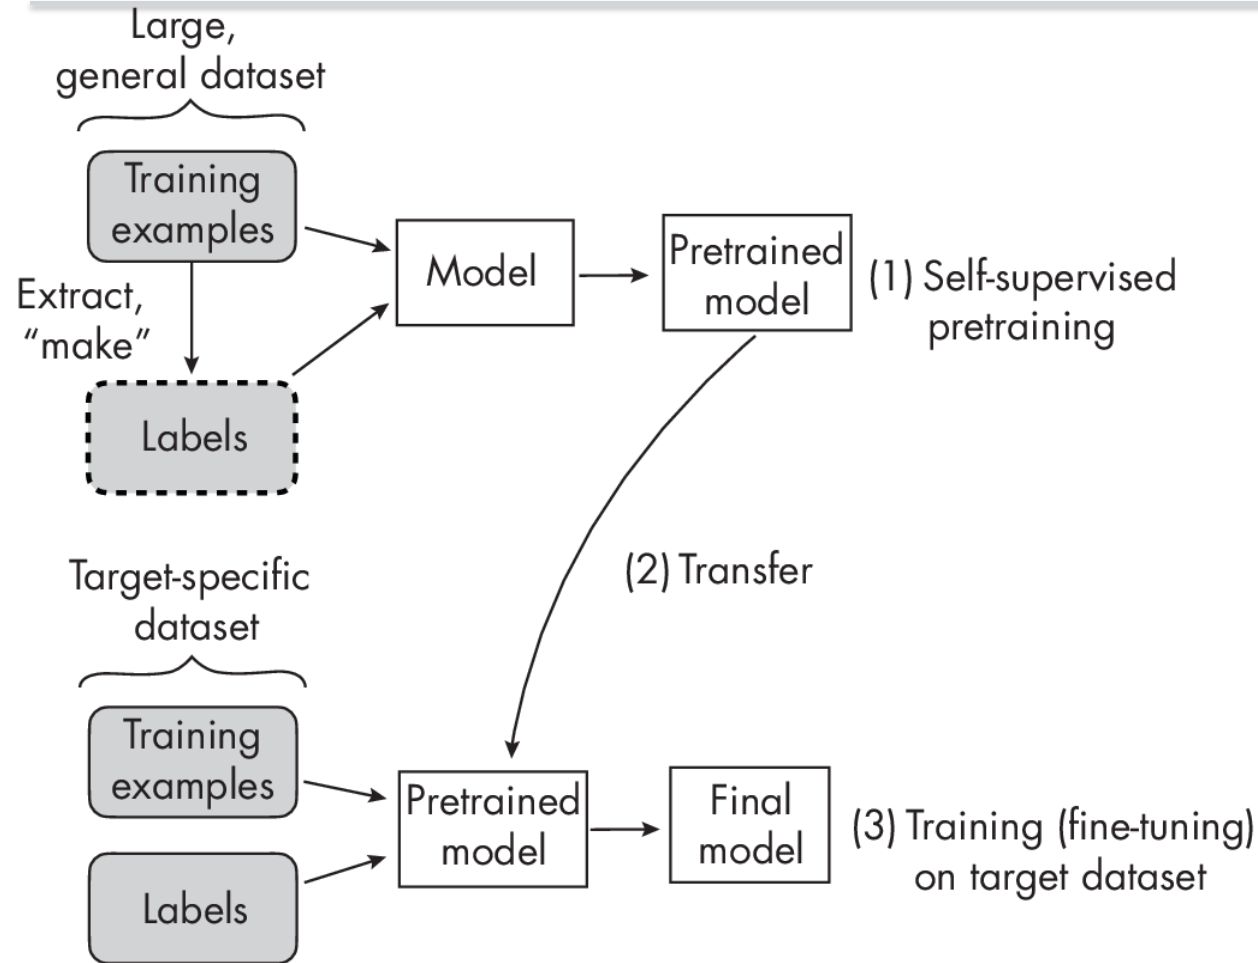 Large,
general dataset
Training
examples
Extract,
“make”
Labels
Model
Pretrained
model
(1) Self-supervised
pretraining
(2) Transfer
Target-specific
dataset
Training
examples
Labels
Pretrained
model
Final
model
(3) Training (fine-tuning)
on target dataset